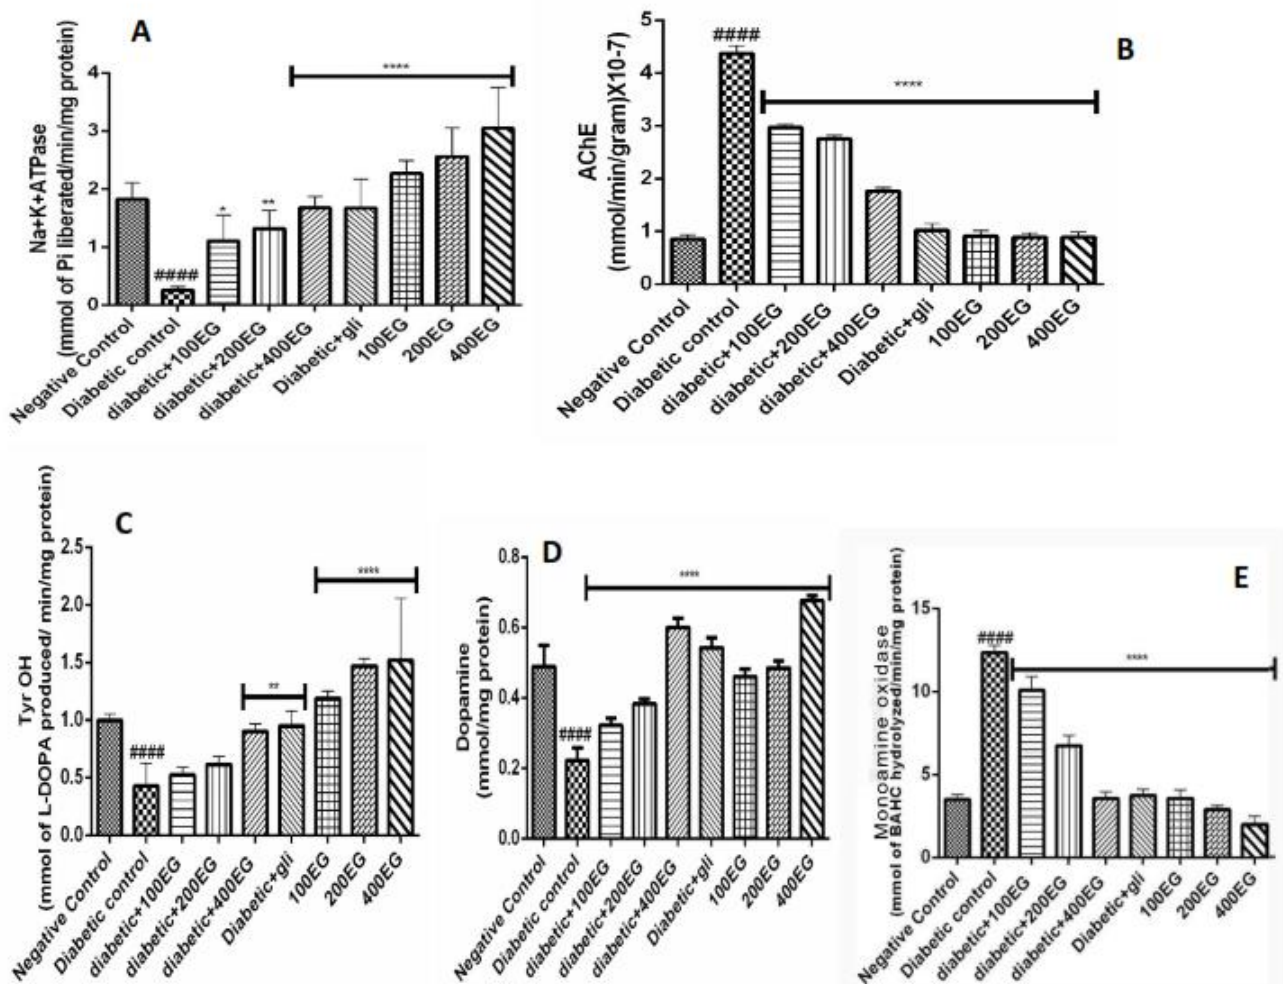 A
Na+K+ATPase
(mmol of Pi liberated/min/mg protein)
4
3
2
1
0
####
*
**
****
Negative Control
Diabetic control
diabetic+100EG
diabetic+200EG
diabetic+400EG
Diabetic+gli
100EG
200EG
400EG
B
AChE
(mmol/min/gram)X10-7)
5
4
3
2
1
0
####
****
Negative Control
Diabetic control
diabetic+100EG
diabetic+200EG
diabetic+400EG
Diabetic+gli
100EG
200EG
400EG
C
Tyr OH
(mmol of L-DOPA produced/ min/mg protein)
2.5
2.0
1.5
1.0
0.5
0.0
####
**
****
Negative Control
Diabetic control
diabetic+100EG
diabetic+200EG
diabetic+400EG
Diabetic+gli
100EG
200EG
400EG
D
Dopamine
(mmol/mg protein)
0.8
0.6
0.4
0.2
0.0
####
****
Negative Control
Diabetic control
diabetic+100EG
diabetic+200EG
diabetic+400EG
Diabetic+gli
100EG
200EG
400EG
E
Monoamine oxidase
(mmol of BAHC hydrolyzed/min/mg protein)
15
10
5
0
####
****
Negative Control
Diabetic control
diabetic+100EG
diabetic+200EG
diabetic+400EG
Diabetic+gli
100EG
200EG
400EG